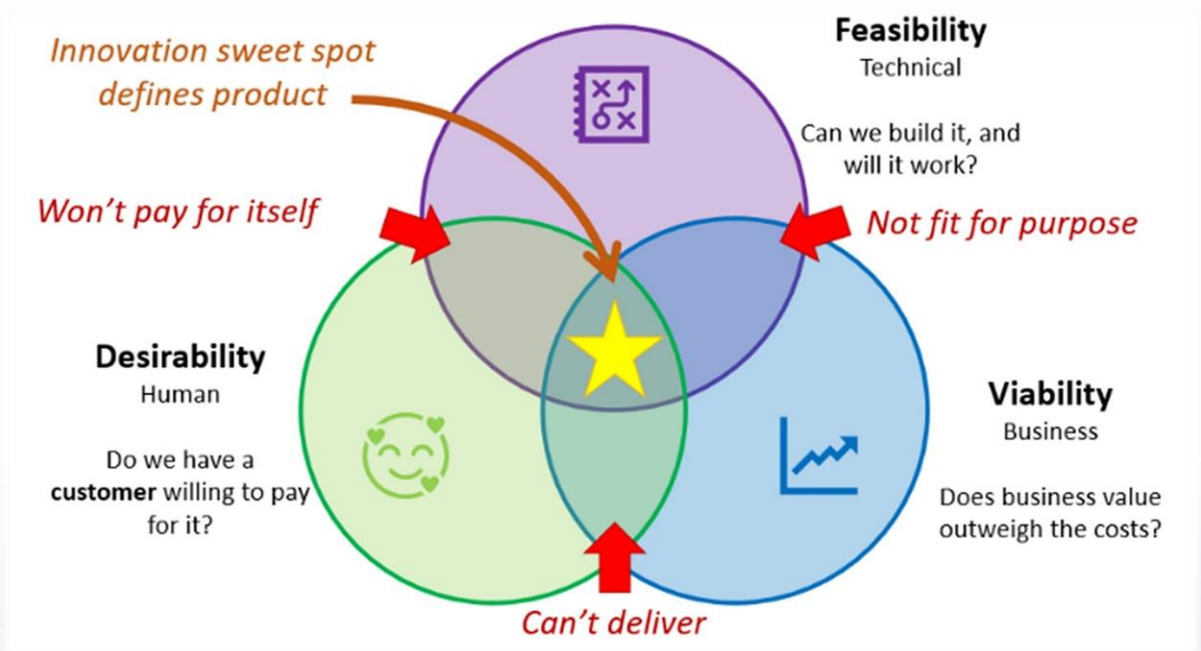 Innovation sweet spot
defines product
Feasibility
Technical
Can we build it, and
will it work?
Won't pay for itself
Not fit for purpose
Desirability
Human
Do we have a
customer willing to pay
for it?
Viability
Business
Does business value
outweigh the costs?
Can't deliver